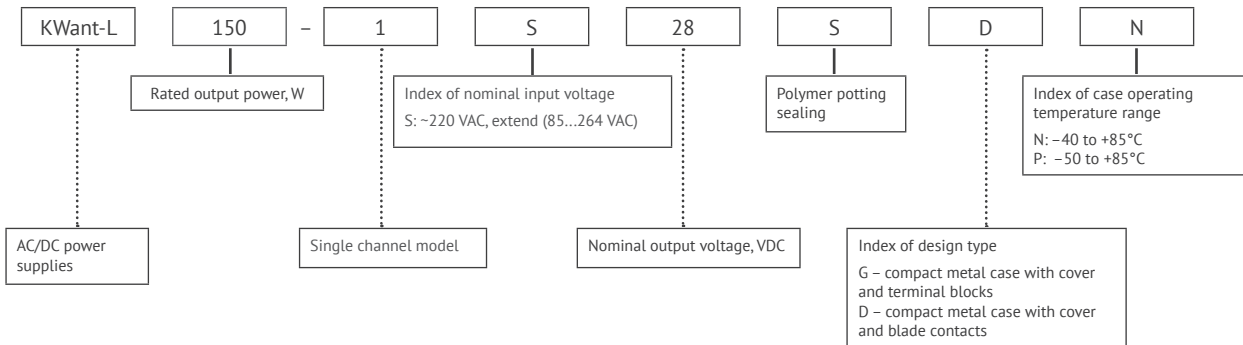 KWant-L 150 – 1 S 28 S D N
Rated output power, W
Index of nominal input voltage
S: ~220 VAC, extend (85...264 VAC)
Polymer potting
sealing
Index of case operating
temperature range
N: –40 to +85°C
P: –50 to +85°C
AC/DC power
supplies
Single channel model
Nominal output voltage, VDC
Index of design type
G – compact metal case with cover
and terminal blocks
D – compact metal case with cover
and blade contacts